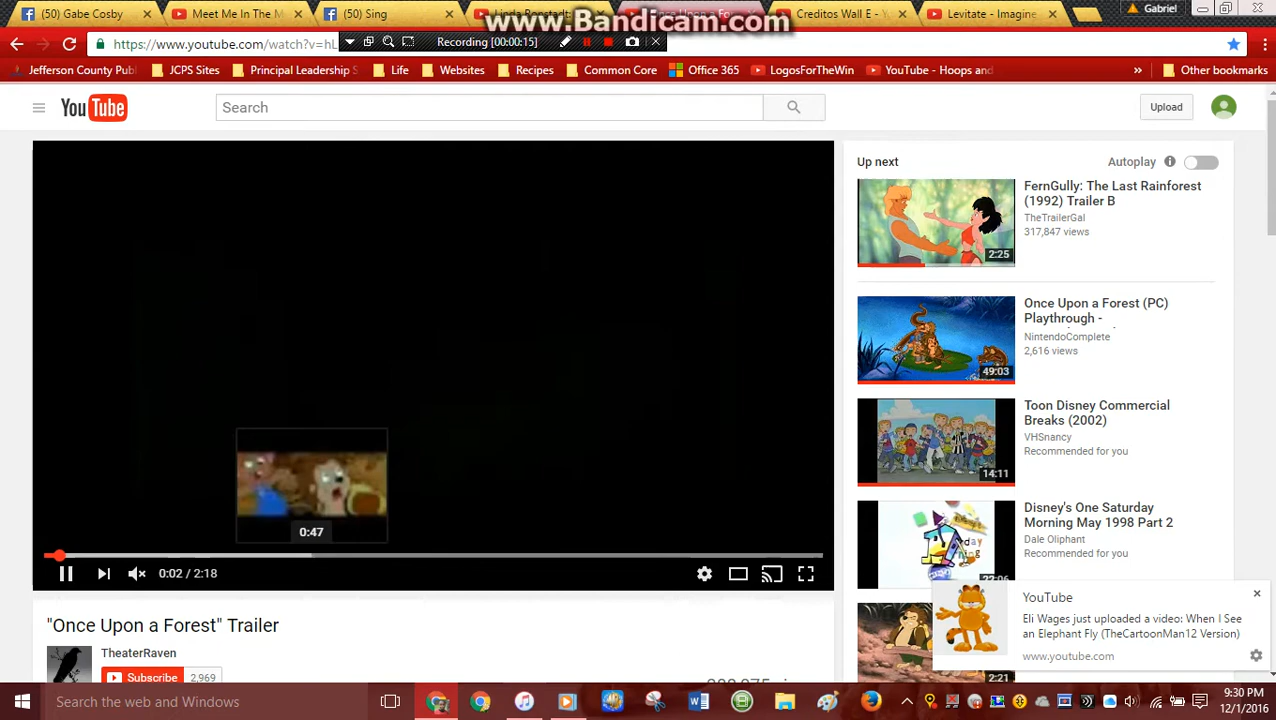 (50) Gabe Cosby
Meet Me In The M
(50) Sing
Linda Ronstadt
Once Upon a Fo
Creditos Wall E - 
Levitate - Imagine
Gabriel
www.Bandicam.com
https://www.youtube.com/watch?v=hL
Recording [00:00:15]
Jefferson County Pub
JCPS Sites
Principal Leadership S
Life
Websites
Recipes
Common Core
Office 365
LogosForTheWin
YouTube - Hoops and
»
Other bookmarks
YouTube
Search
Upload
Up next
Autoplay
FernGully: The Last Rainforest
(1992) Trailer B
TheTrailerGal
317,847 views
2:25
Once Upon a Forest (PC)
Playthrough -
NintendoComplete
2,616 views
49:03
Toon Disney Commercial
Breaks (2002)
VHSnancy
Recommended for you
14:11
Disney's One Saturday
Morning May 1998 Part 2
Dale Oliphant
Recommended for you
22:06
0:47
0:02 / 2:18
YouTube
Eli Wages just uploaded a video: When I See
an Elephant Fly (TheCartoonMan12 Version)
www.youtube.com
2:21
"Once Upon a Forest" Trailer
TheaterRaven
Subscribe
2,969
Search the web and Windows
9:30 PM
12/1/2016